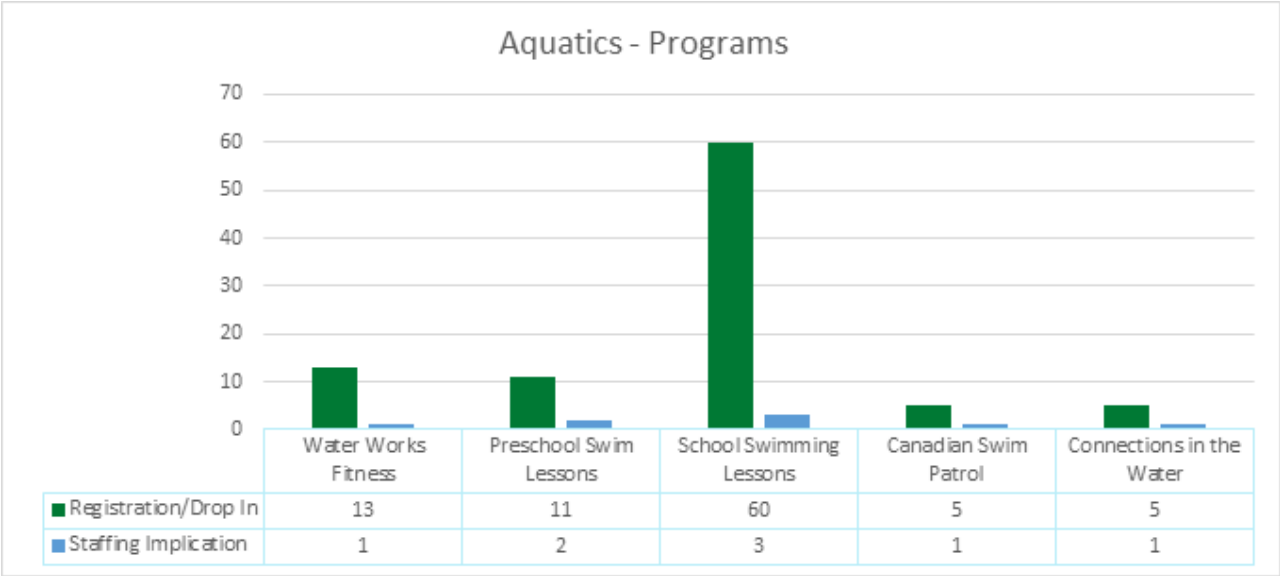 Aquatics - Programs
70
60
50
40
30
20
10
0
Water Works Fitness
Preschool Swim Lessons
School Swimming Lessons
Canadian Swim Patrol
Connections in the Water
Registration/Drop In 13 11 60 5 5
Staffing Implication 1 2 3 1 1